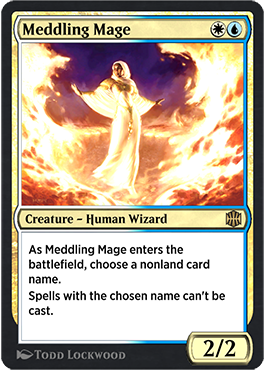 Meddling Mage
Creature – Human Wizard
As Meddling Mage enters the
battlefield, choose a nonland card
name.
Spells with the chosen name can't be
cast.
Todd Lockwood
2/2